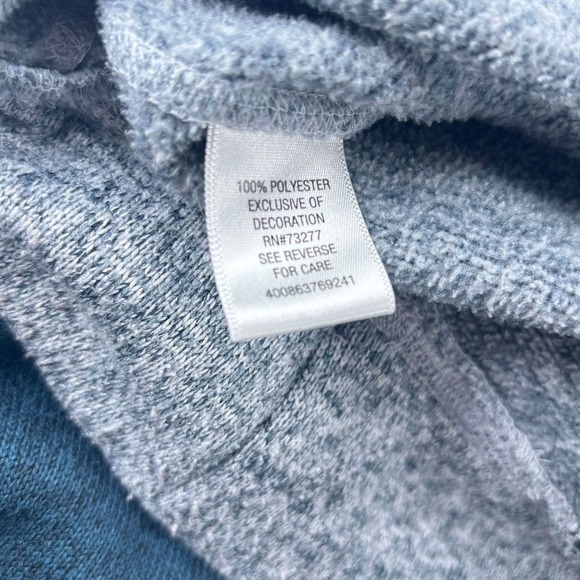 100% POLYESTER
EXCLUSIVE OF
DECORATION
RN#73277
SEE REVERSE
FOR CARE
400863769241